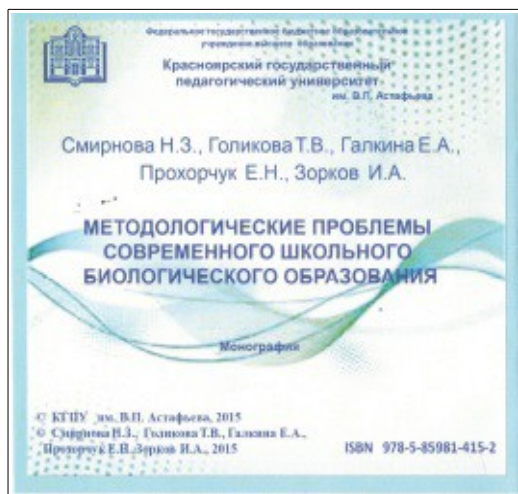 Федеральное государственное бюджетное образовательное
учреждение высшего образования
Красноярский государственный
педагогический университет
им. В.П. Астафьева
Смирнова Н.З., Голикова Т.В., Галкина Е.А.,
Прохорчук Е.Н., Зорков И.А.
МЕТОДОЛОГИЧЕСКИЕ ПРОБЛЕМЫ
СОВРЕМЕННОГО ШКОЛЬНОГО
БИОЛОГИЧЕСКОГО ОБРАЗОВАНИЯ
Монография
© КГПУ им. В.П. Астафьева, 2015
© Смирнова Н.З., Голикова Т.В., Галкина Е.А.,
Прохорчук Е.Н. Зорков И.А., 2015
ISBN 978-5-85981-415-2